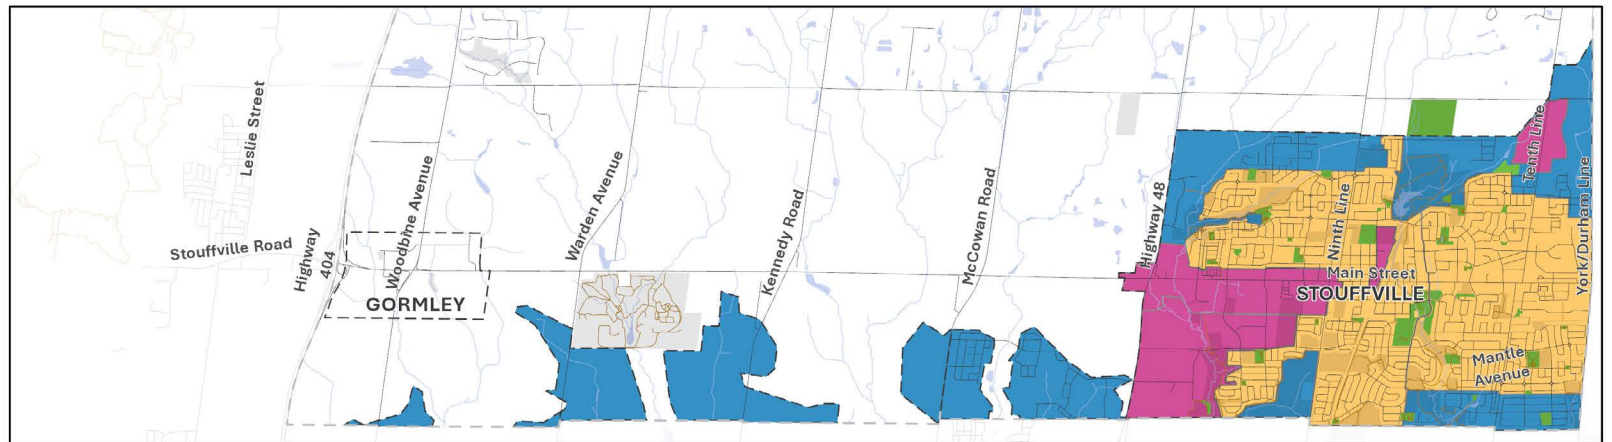 Leslie Street
Stouffville Road
Highway
404
Woodbine Avenue
GORMLEY
Warden Avenue
Kennedy Road
McCowan Road
Highway 48
Ninth Line
Main Street
STOUFFVILLE
Tenth Line
York/Durham Line
Mantle
Avenue